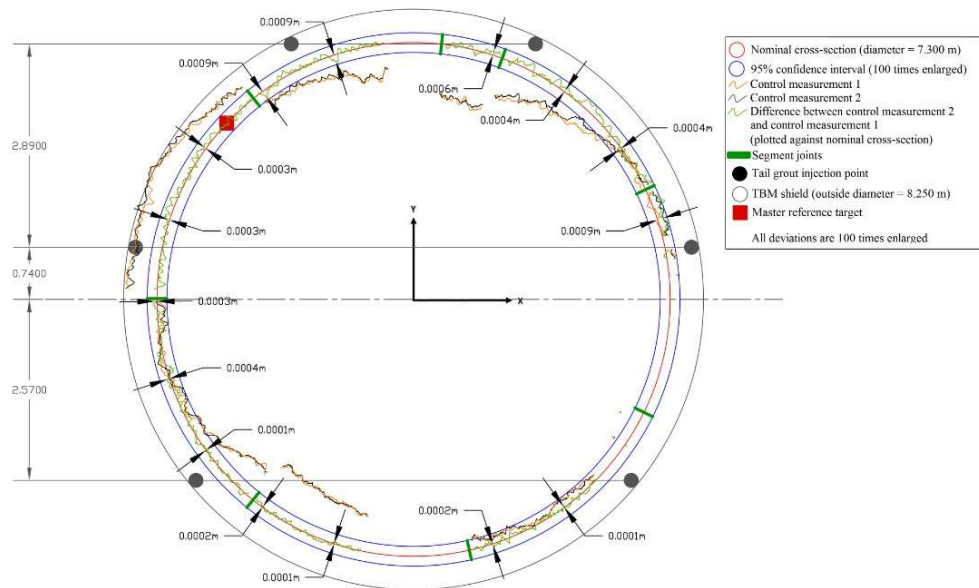 0.0009m
0.0009m
0.0006m
0.0004m
0.0004m
2.8900
0.0003m
0.0003m
0.0009m
Y
0.7400
X
0.0003m
0.0004m
2.5700
0.0001m
0.0002m
0.0002m
0.0001m
0.0001m
Nominal cross-section (diameter = 7.300 m)
95% confidence interval (100 times enlarged)
Control measurement 1
Control measurement 2
Difference between control measurement 2
and control measurement 1
(plotted against nominal cross-section)
Segment joints
Tail grout injection point
TBM shield (outside diameter = 8.250 m)
Master reference target
All deviations are 100 times enlarged